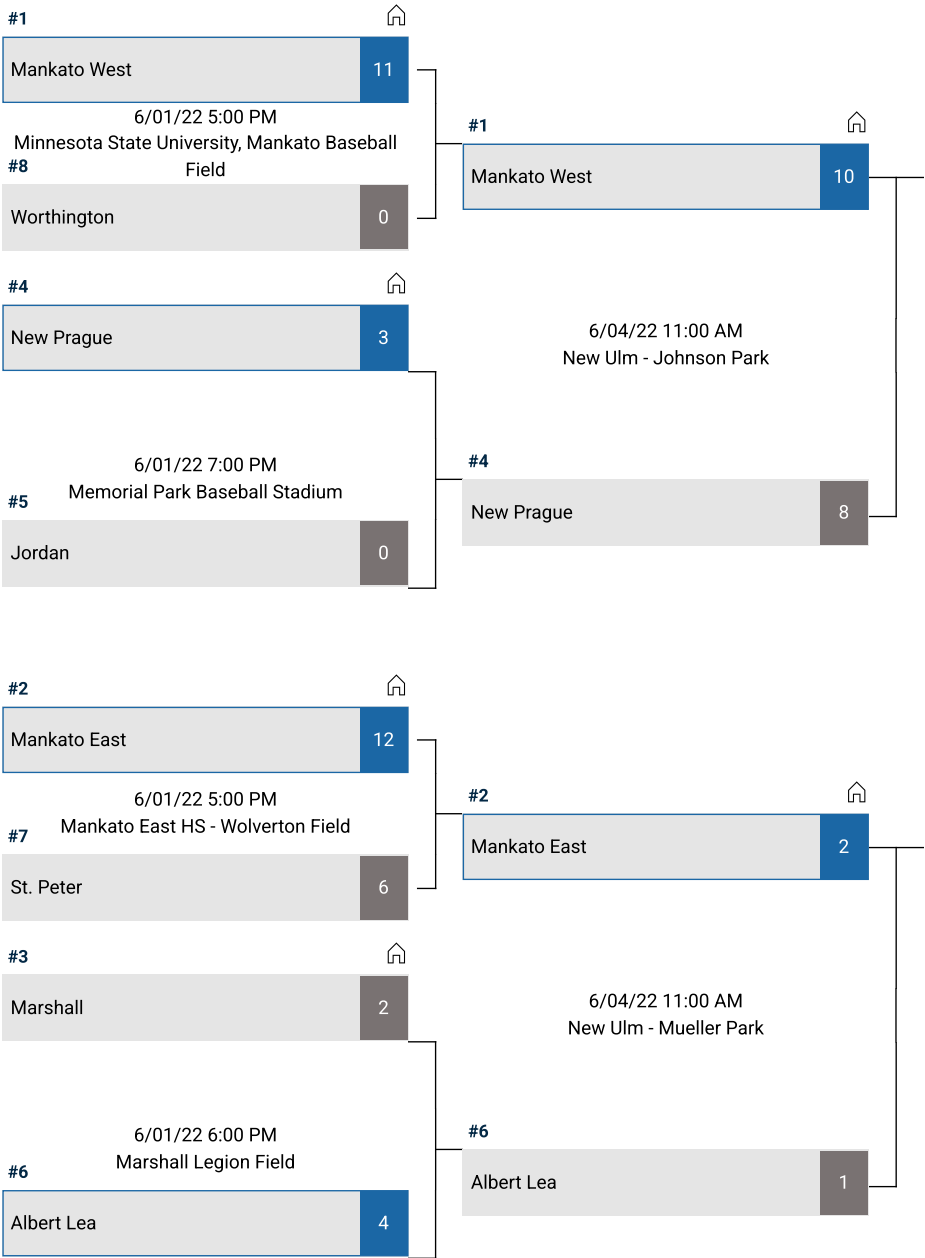 #1
Mankato West
11
6/01/22 5:00 PM
Minnesota State University, Mankato Baseball
Field
#8
Worthington
0
#1
Mankato West
10
#4
New Prague
3
6/01/22 7:00 PM
Memorial Park Baseball Stadium
#5
Jordan
0
6/04/22 11:00 AM
New Ulm - Johnson Park
#4
New Prague
8
#2
Mankato East
12
6/01/22 5:00 PM
Mankato East HS - Wolverton Field
#7
St. Peter
6
#2
Mankato East
2
#3
Marshall
2
6/01/22 6:00 PM
Marshall Legion Field
#6
Albert Lea
4
6/04/22 11:00 AM
New Ulm - Mueller Park
#6
Albert Lea
1